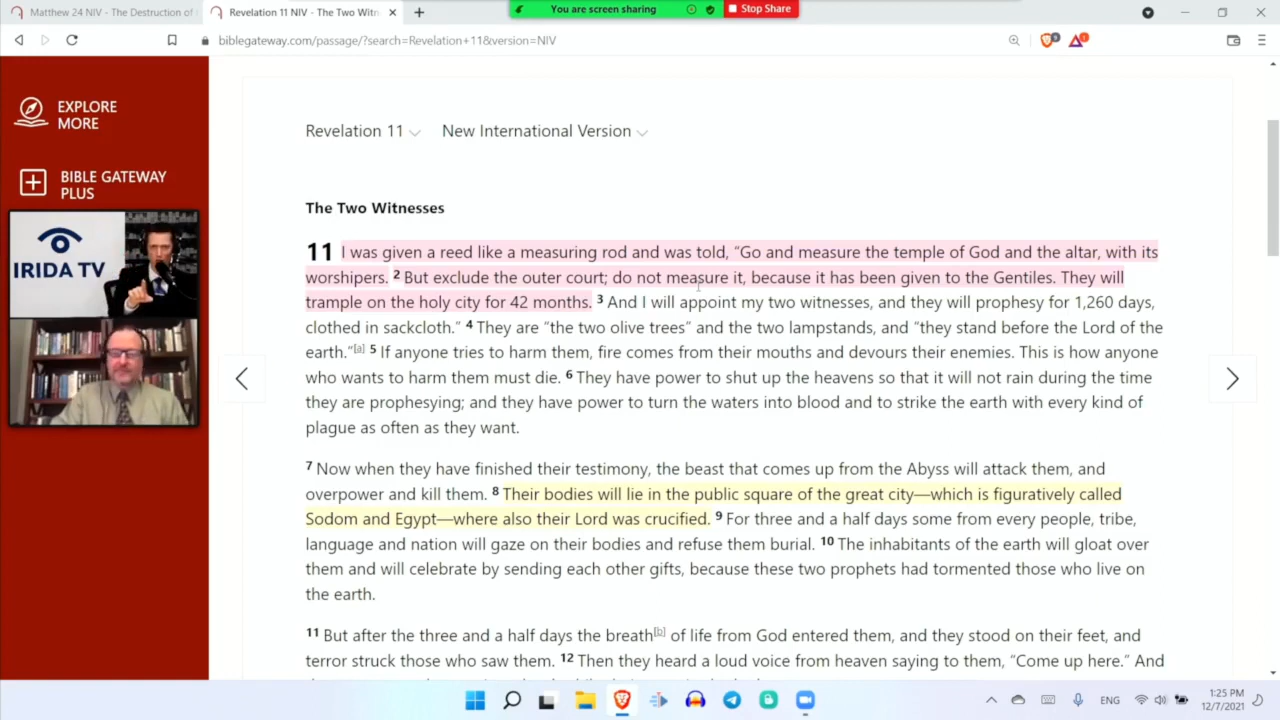 Matthew 24 NIV - The Destruction of
Revelation 11 NIV - The Two Witn
You are screen sharing
Stop Share
biblegateway.com/passage/?search=Revelation+11&version=NIV
EXPLORE
MORE
BIBLE GATEWAY
PLUS
IRIDA TV
Revelation 11
New International Version
The Two Witnesses
11 I was given a reed like a measuring rod and was told, “Go and measure the temple of God and the altar, with its
worshipers. 2 But exclude the outer court; do not measure it, because it has been given to the Gentiles. They will
trample on the holy city for 42 months. 3 And I will appoint my two witnesses, and they will prophesy for 1,260 days,
clothed in sackcloth.” 4 They are “the two olive trees” and the two lampstands, and “they stand before the Lord of the
earth.”[a] 5 If anyone tries to harm them, fire comes from their mouths and devours their enemies. This is how anyone
who wants to harm them must die. 6 They have power to shut up the heavens so that it will not rain during the time
they are prophesying; and they have power to turn the waters into blood and to strike the earth with every kind of
plague as often as they want.
7 Now when they have finished their testimony, the beast that comes up from the Abyss will attack them, and
overpower and kill them. 8 Their bodies will lie in the public square of the great city—which is figuratively called
Sodom and Egypt—where also their Lord was crucified. 9 For three and a half days some from every people, tribe,
language and nation will gaze on their bodies and refuse them burial. 10 The inhabitants of the earth will gloat over
them and will celebrate by sending each other gifts, because these two prophets had tormented those who live on
the earth.
11 But after the three and a half days the breath[b] of life from God entered them, and they stood on their feet, and
terror struck those who saw them. 12 Then they heard a loud voice from heaven saying to them, “Come up here.” And
ENG
1:25 PM
12/7/2021